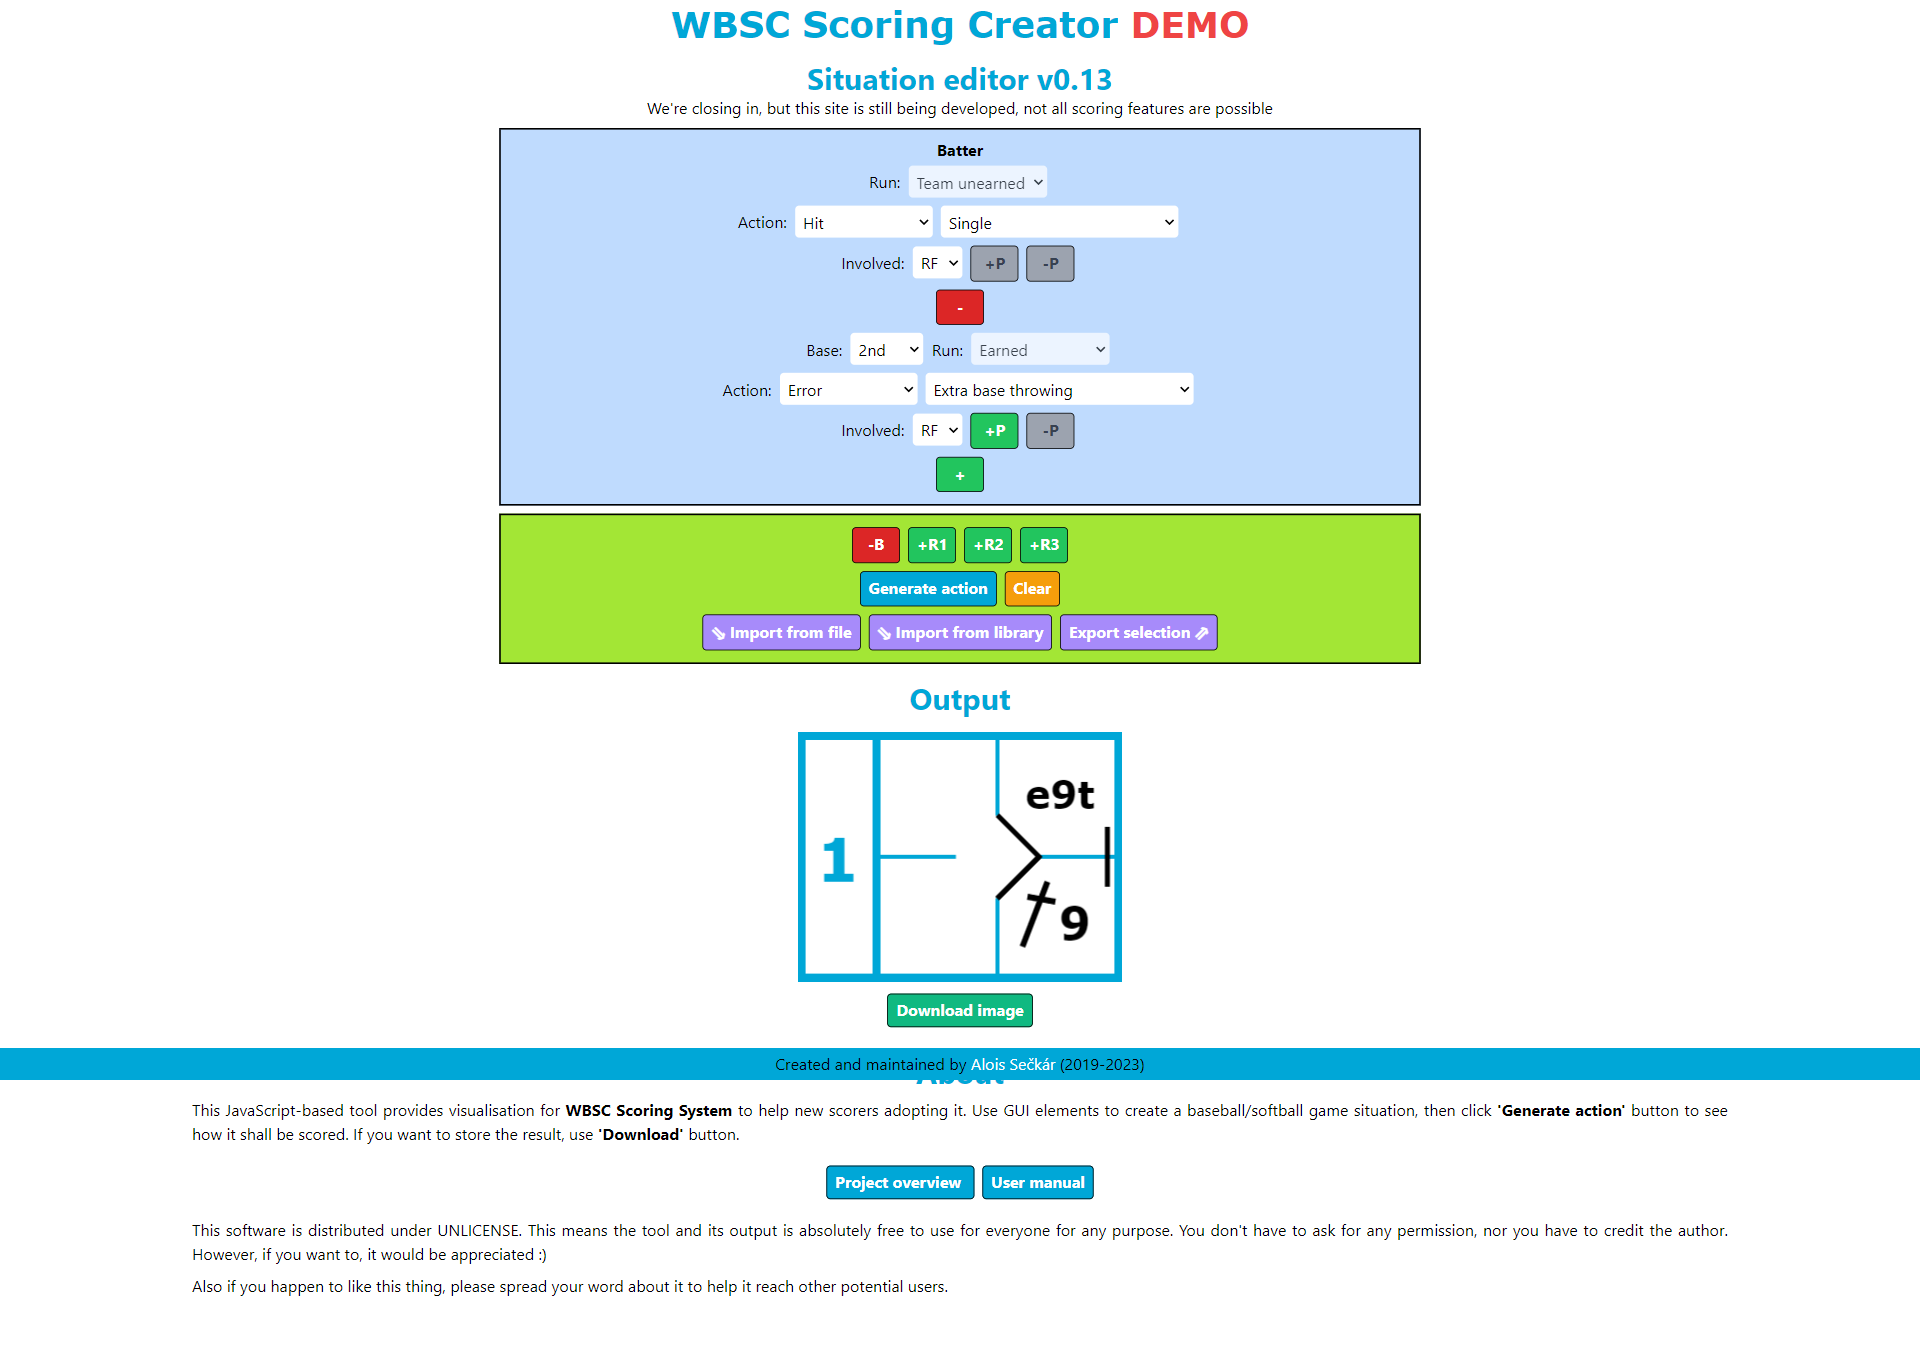 WBSC Scoring Creator DEMO
Situation editor v0.13
We're closing in, but this site is still being developed, not all scoring features are possible
Batter
Run: Team unearned
Action: Hit Single
Involved: RF +P -P
-
Base: 2nd Run: Earned
Action: Error Extra base throwing
Involved: RF +P -P
+
-B +R1 +R2 +R3
Generate action Clear
Import from file Import from library Export selection
Output
e9t
1
9
Download image
Created and maintained by Alois Sečkár (2019-2023)
About
This JavaScript-based tool provides visualisation for WBSC Scoring System to help new scorers adopting it. Use GUI elements to create a baseball/softball game situation, then click 'Generate action' button to see
how it shall be scored. If you want to store the result, use 'Download' button.
Project overview User manual
This software is distributed under UNLICENSE. This means the tool and its output is absolutely free to use for everyone for any purpose. You don't have to ask for any permission, nor you have to credit the author.
However, if you want to, it would be appreciated :)
Also if you happen to like this thing, please spread your word about it to help it reach other potential users.